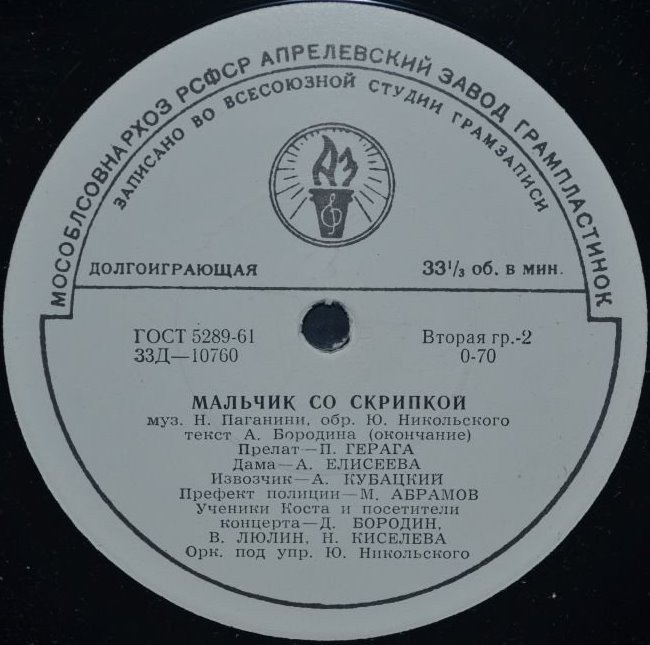 МОСОБЛСОВНАРХОЗ РСФСР АПРЕЛЕВСКИЙ ЗАВОД ГРАМПЛАСТИНОК
ЗАПИСАНО ВО ВСЕСОЮЗНОЙ СТУДИИ ГРАМЗАПИСИ
АЗ
ДОЛГОИГРАЮЩАЯ 33⅓ об. в мин.
ГОСТ 5289-61 Вторая гр.-2
33Д—10760 0-70
МАЛЬЧИК СО СКРИПКОЙ
муз. Н. Паганини, обр. Ю. Никольского
текст А. Бородина (окончание)
Прелат—П. ГЕРАГА
Дама—А. ЕЛИСЕЕВА
Извозчик—А. КУБАЦКИЙ
Префект полиции—М. АБРАМОВ
Ученики Коста и посетители
концерта—Д. БОРОДИН,
В. ЛЮЛИН, Н. КИСЕЛЕВА
Орк. под упр. Ю. Никольского